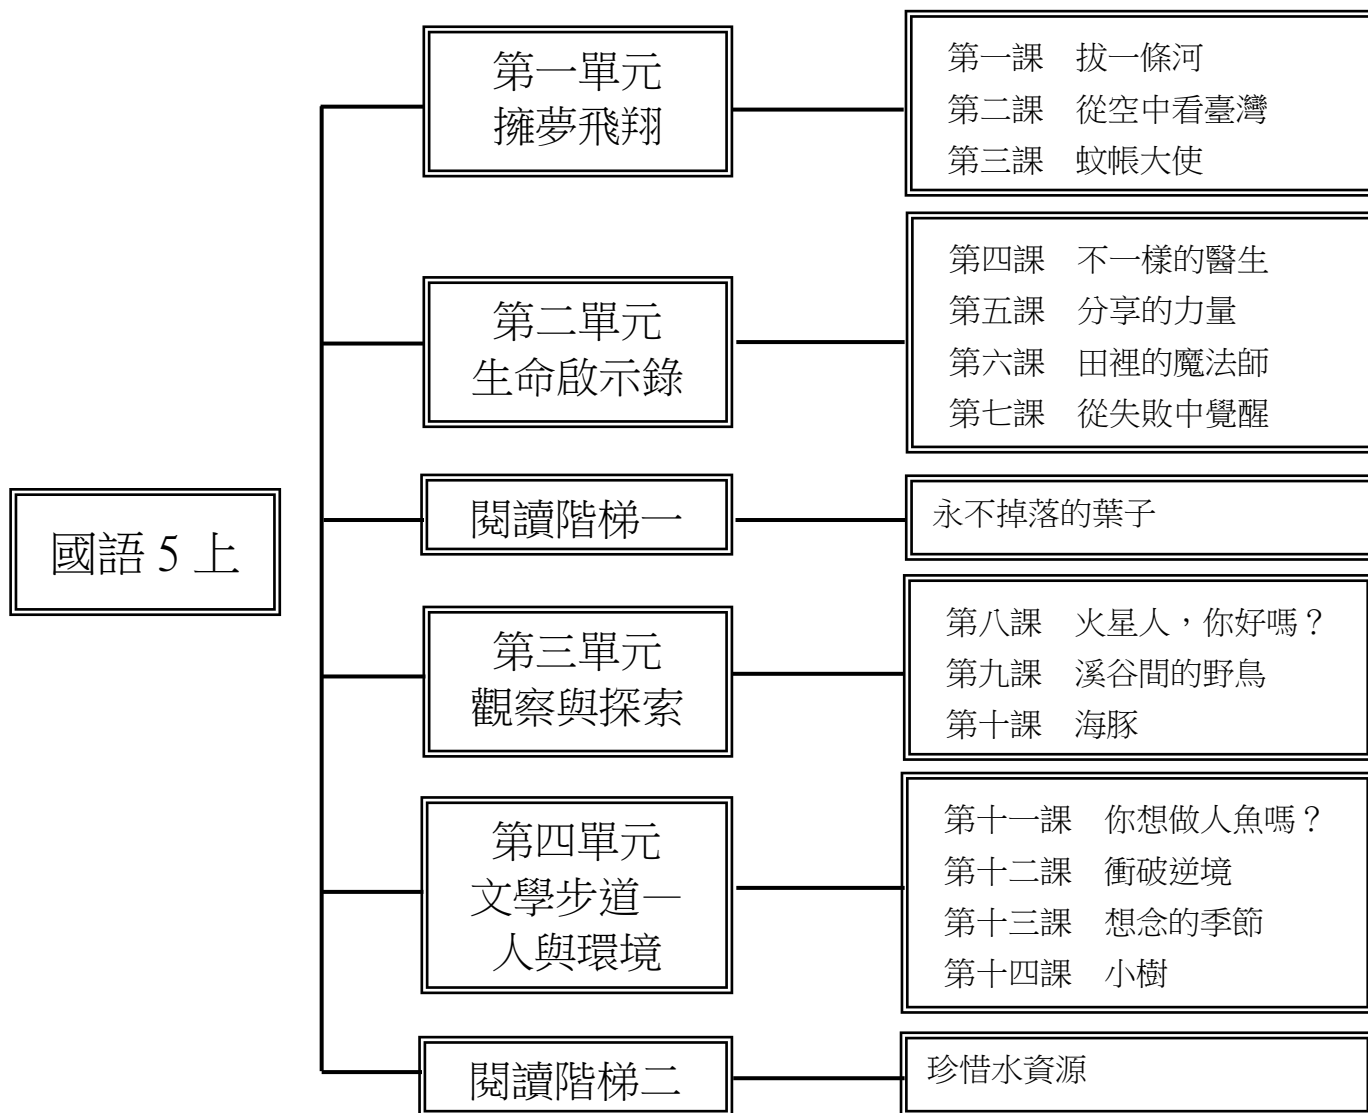 國語 5 上
第一單元
擁夢飛翔
第一課　拔一條河
第二課　從空中看臺灣
第三課　蚊帳大使
第二單元
生命啟示錄
第四課　不一樣的醫生
第五課　分享的力量
第六課　田裡的魔法師
第七課　從失敗中覺醒
閱讀階梯一
永不掉落的葉子
第三單元
觀察與探索
第八課　火星人，你好嗎？
第九課　溪谷間的野鳥
第十課　海豚
第四單元
文學步道—
人與環境
第十一課　你想做人魚嗎？
第十二課　衝破逆境
第十三課　想念的季節
第十四課　小樹
閱讀階梯二
珍惜水資源